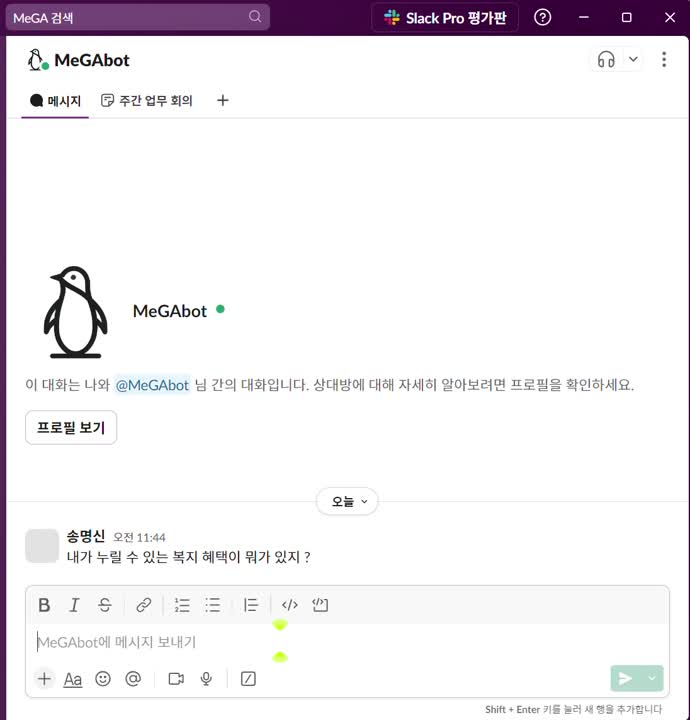 MeGA 검색
Slack Pro 평가판
MeGAbot
메시지 주간 업무 회의
MeGAbot
이 대화는 나와 @MeGAbot 님 간의 대화입니다. 상대방에 대해 자세히 알아보려면 프로필을 확인하세요.
프로필 보기
오늘
송명신 오전 11:44
내가 누릴 수 있는 복지 혜택이 뭐가 있지 ?
MeGAbot에 메시지 보내기
Shift + Enter 키를 눌러 새 행을 추가합니다